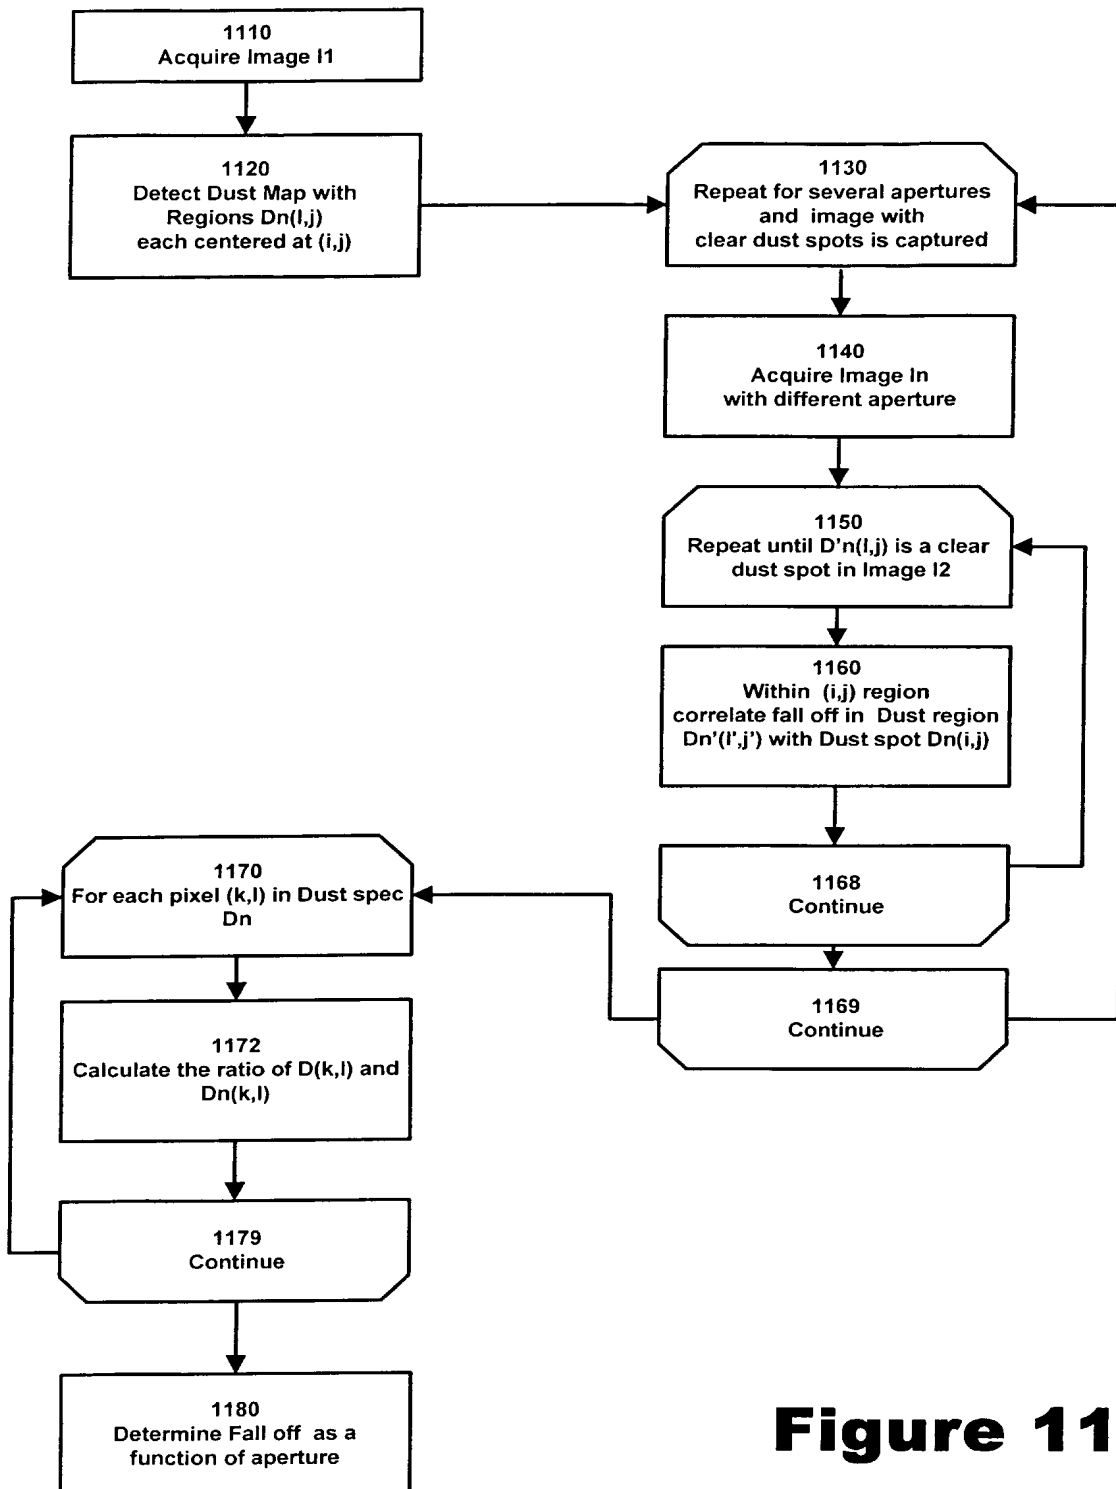 1110
Acquire Image I1
1120
Detect Dust Map with
Regions Dn(I,j)
each centered at (i,j)
1130
Repeat for several apertures
and image with
clear dust spots is captured
1140
Acquire Image In
with different aperture
1150
Repeat until D'n(I,j) is a clear
dust spot in Image I2
1160
Within (i,j) region
correlate fall off in Dust region
Dn'(I',j') with Dust spot Dn(i,j)
1168
Continue
1169
Continue
1170
For each pixel (k,l) in Dust spec
Dn
1172
Calculate the ratio of D(k,l) and
Dn(k,l)
1179
Continue
1180
Determine Fall off as a
function of aperture
Figure 11